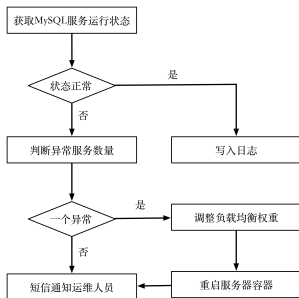 获取MySQL服务运行状态
状态正常
是
否
判断异常服务数量
写入日志
一个异常
是
调整负载均衡权重
否
短信通知运维人员
重启服务器容器